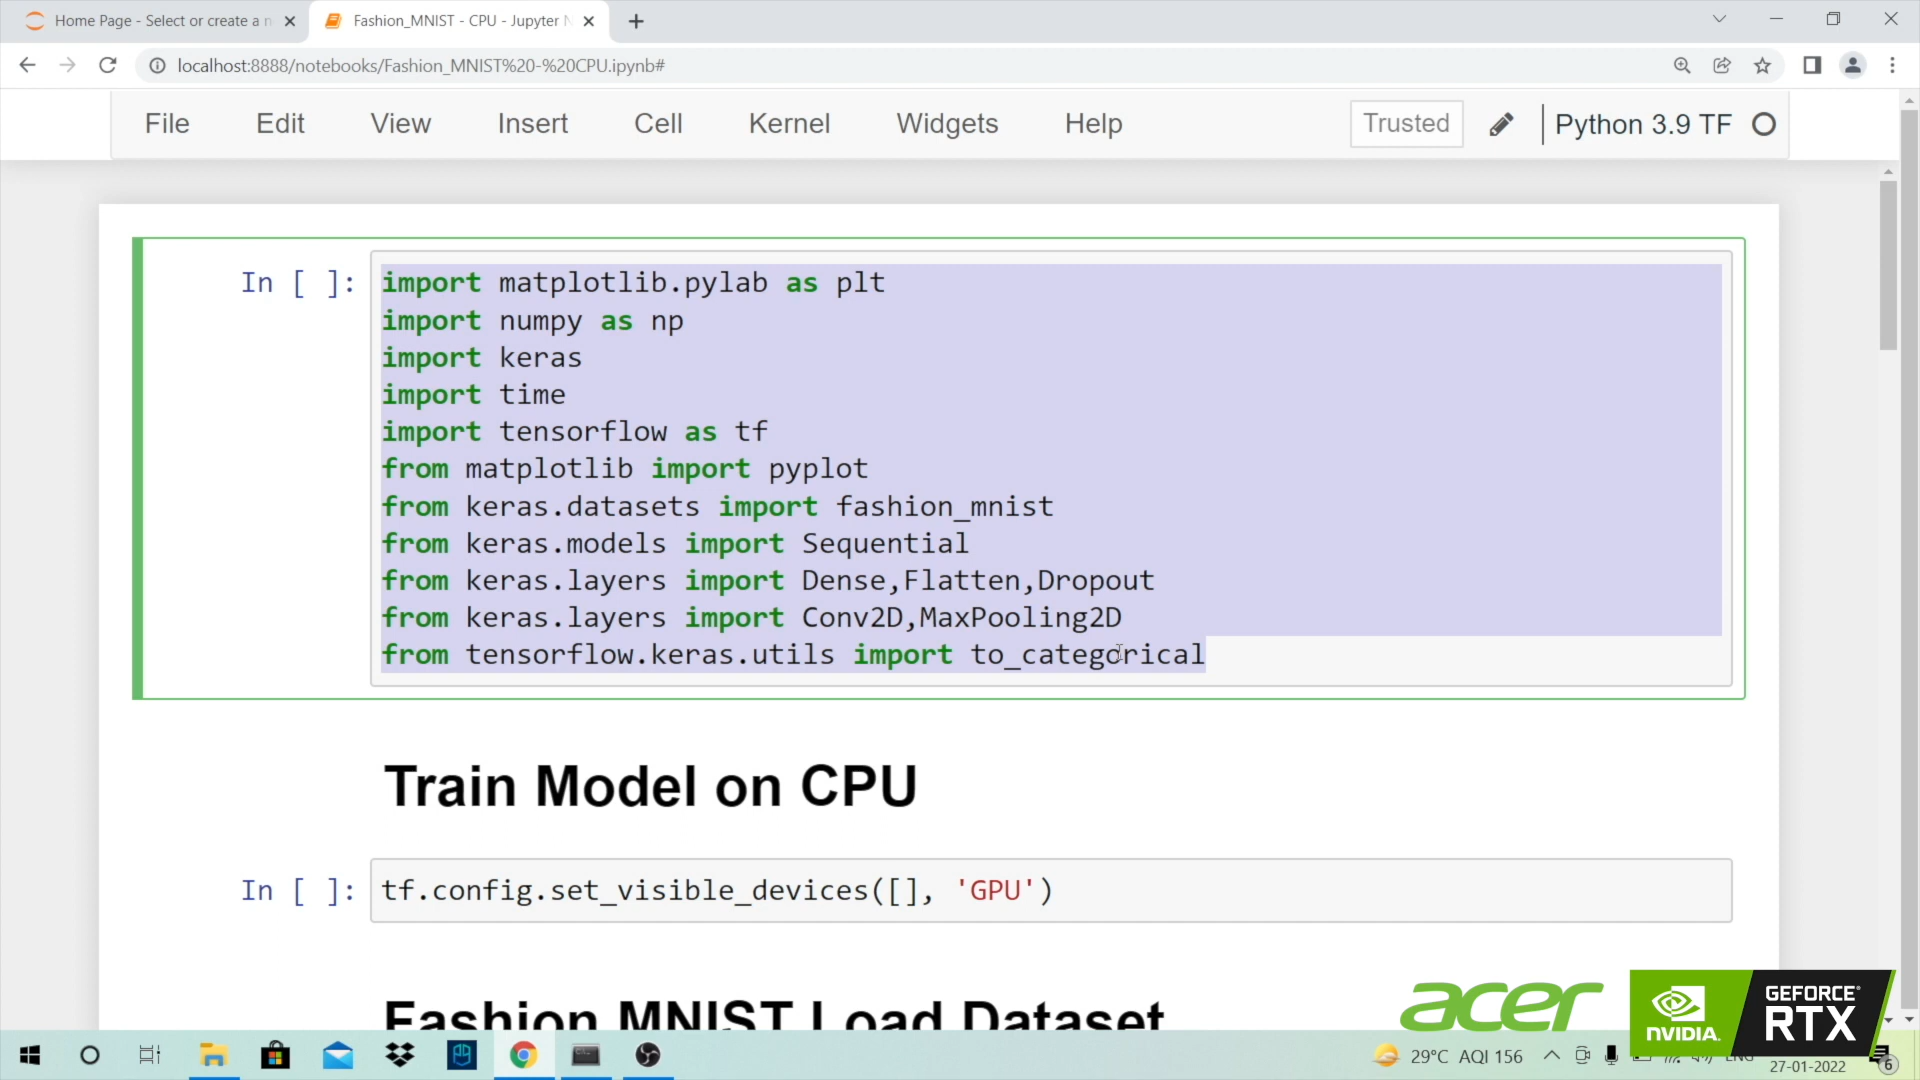 Home Page - Select or create a n
Fashion_MNIST - CPU - Jupyter N
localhost:8888/notebooks/Fashion_MNIST%20-%20CPU.ipynb#
File Edit View Insert Cell Kernel Widgets Help Trusted Python 3.9 TF
In [ ]:
import matplotlib.pylab as plt
import numpy as np
import keras
import time
import tensorflow as tf
from matplotlib import pyplot
from keras.datasets import fashion_mnist
from keras.models import Sequential
from keras.layers import Dense,Flatten,Dropout
from keras.layers import Conv2D,MaxPooling2D
from tensorflow.keras.utils import to_categorical
Train Model on CPU
In [ ]: tf.config.set_visible_devices([], 'GPU')
Fashion MNIST Load Dataset
acer
NVIDIA.
GEFORCE
RTX
29°C AQI 156
ENG
27-01-2022
6